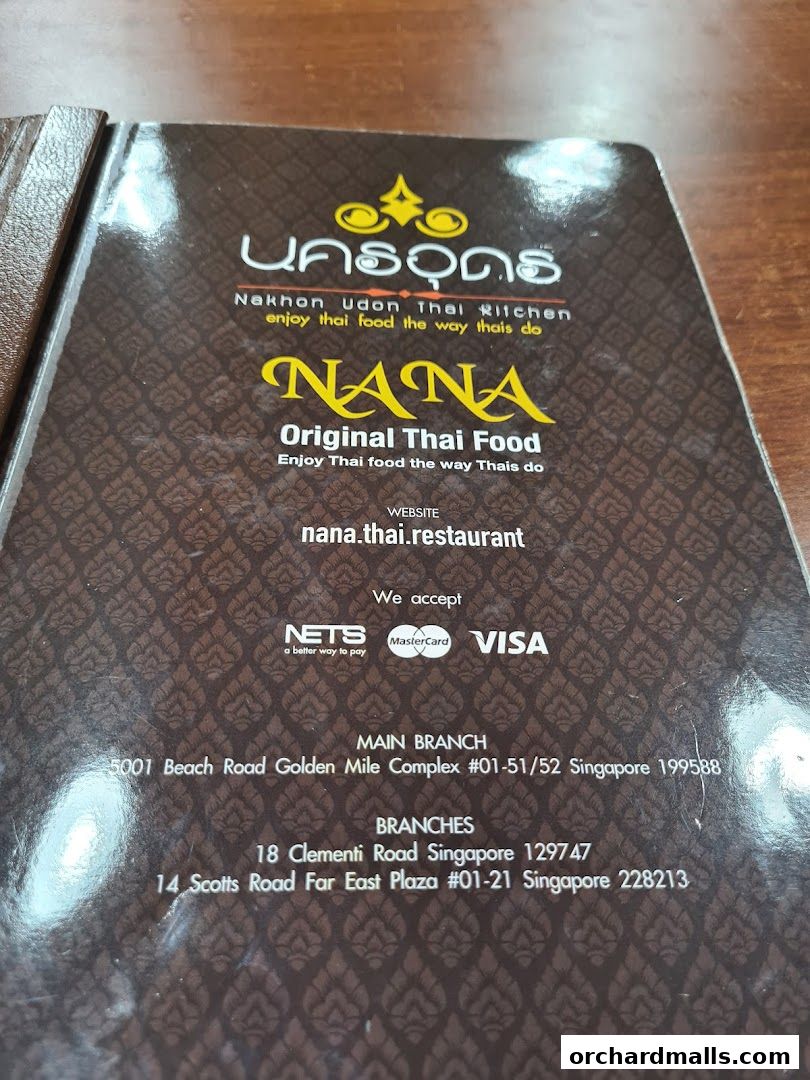 นครอุดร
Nakhon Udon Thai Kitchen
enjoy thai food the way thais do
NANA
Original Thai Food
Enjoy Thai food the way Thais do
WEBSITE
nana.thai.restaurant
We accept
NETS
a better way to pay
MasterCard
VISA
MAIN BRANCH
5001 Beach Road Golden Mile Complex #01-51/52 Singapore 199588
BRANCHES
18 Clementi Road Singapore 129747
14 Scotts Road Far East Plaza #01-21 Singapore 228213
orchardmalls.com